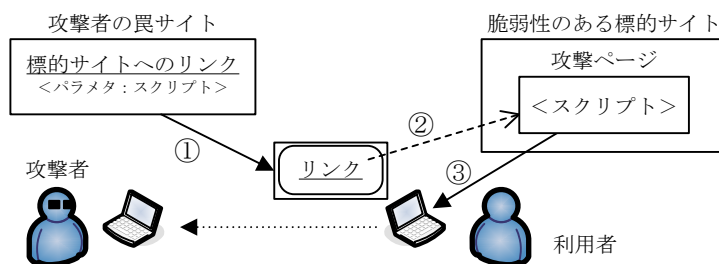 攻撃者の罠サイト
標的サイトへのリンク
＜パラメタ：スクリプト＞
脆弱性のある標的サイト
攻撃ページ
＜スクリプト＞
①
②
リンク
③
攻撃者
利用者